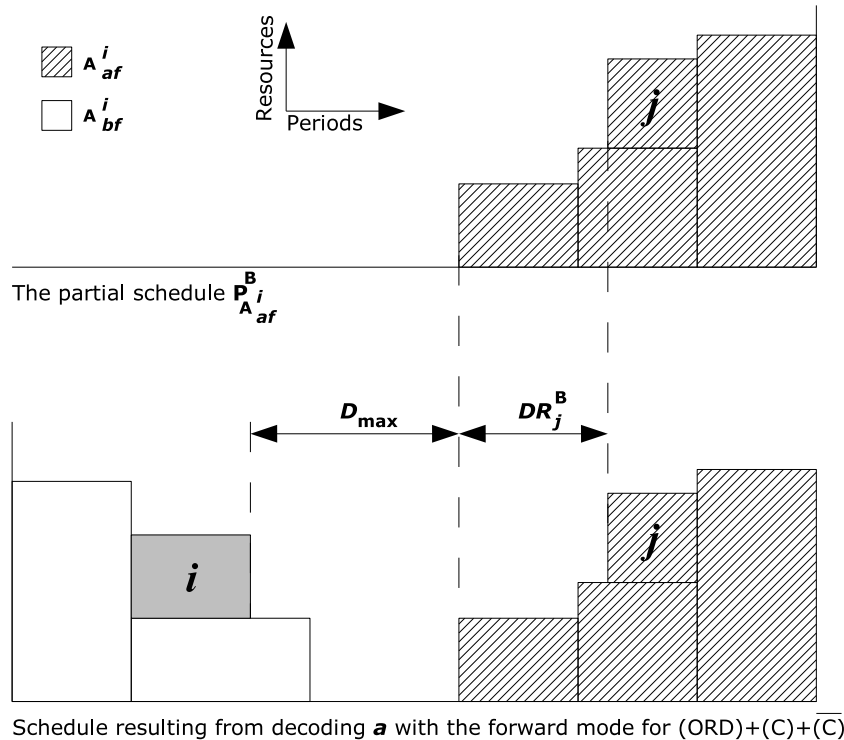 A^i_af
A^i_bf
Resources
Periods
j
The partial schedule P^B_A^i_af
D_max
DR^B_j
i
j
Schedule resulting from decoding a with the forward mode for (ORD)+(C)+(C̅)